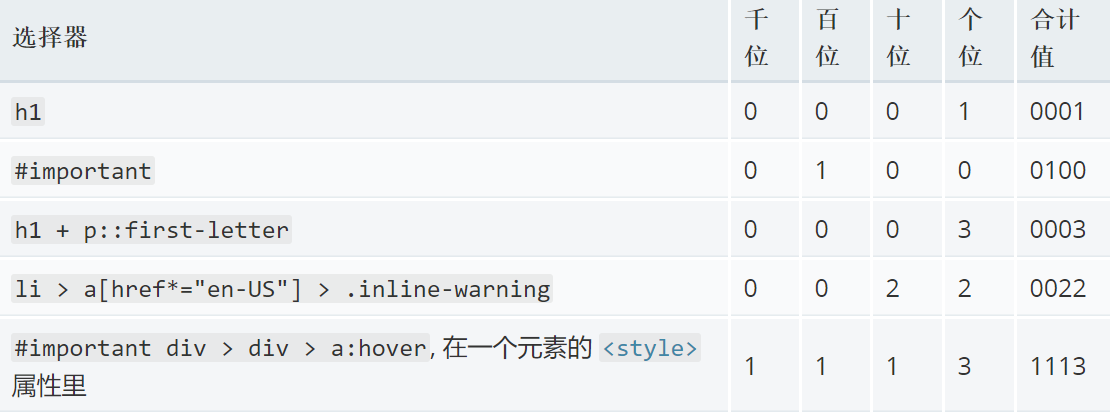 选择器 千位 百位 十位 个位 合计值
h1 0 0 0 1 0001
#important 0 1 0 0 0100
h1 + p::first-letter 0 0 0 3 0003
li > a[href*="en-US"] > .inline-warning 0 0 2 2 0022
#important div > div > a:hover, 在一个元素的 <style>
属性里 1 1 1 3 1113